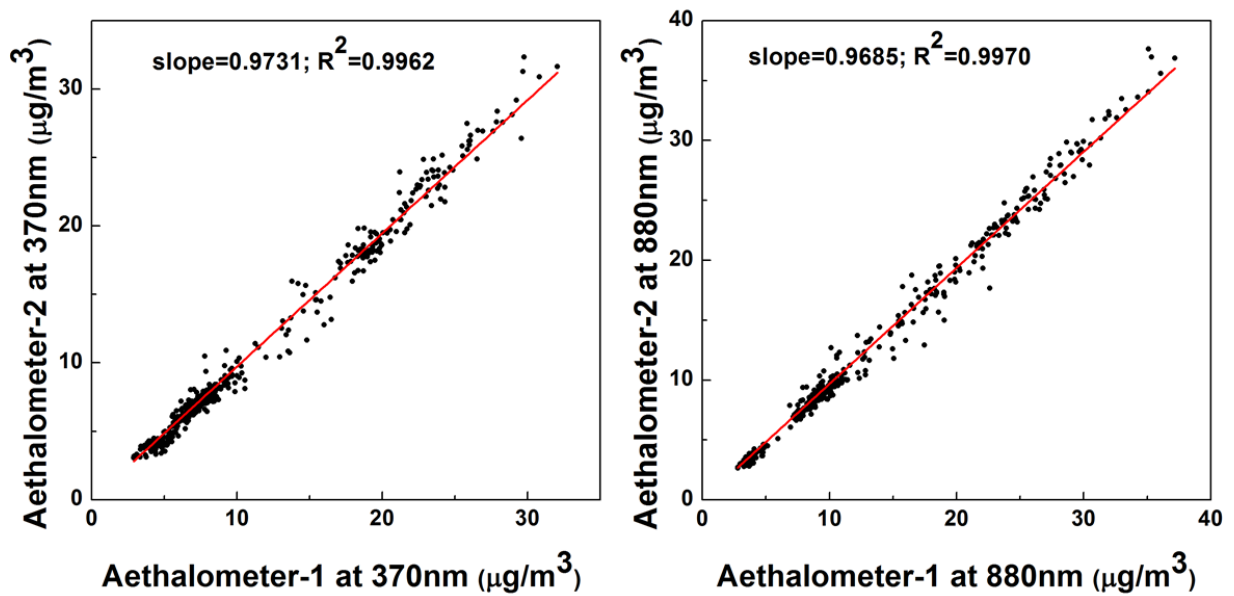 Aethalometer-2 at 370nm (μg/m³)
slope=0.9731; R²=0.9962
30
20
10
0
0 10 20 30
Aethalometer-1 at 370nm (μg/m³)
Aethalometer-2 at 880nm (μg/m³)
slope=0.9685; R²=0.9970
40
30
20
10
0
0 10 20 30 40
Aethalometer-1 at 880nm (μg/m³)